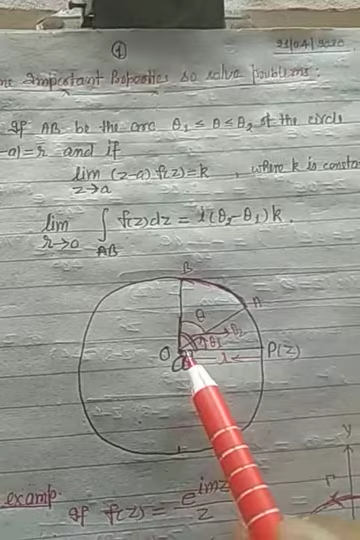 ①
21/04/2020
me Important Properties to solve problems:
If AB be the arc θ₁ ≤ θ ≤ θ₂ of the circle
-a|=r and if
lim z→a (z-a) f(z)=k , where k is consta
lim r→0 ∫AB f(z)dz = i(θ₂-θ₁)k.
B
A
θ
θ₂
θ₁
O
P(z)
a
r
y
examp.
If f(z) = e^imz / z